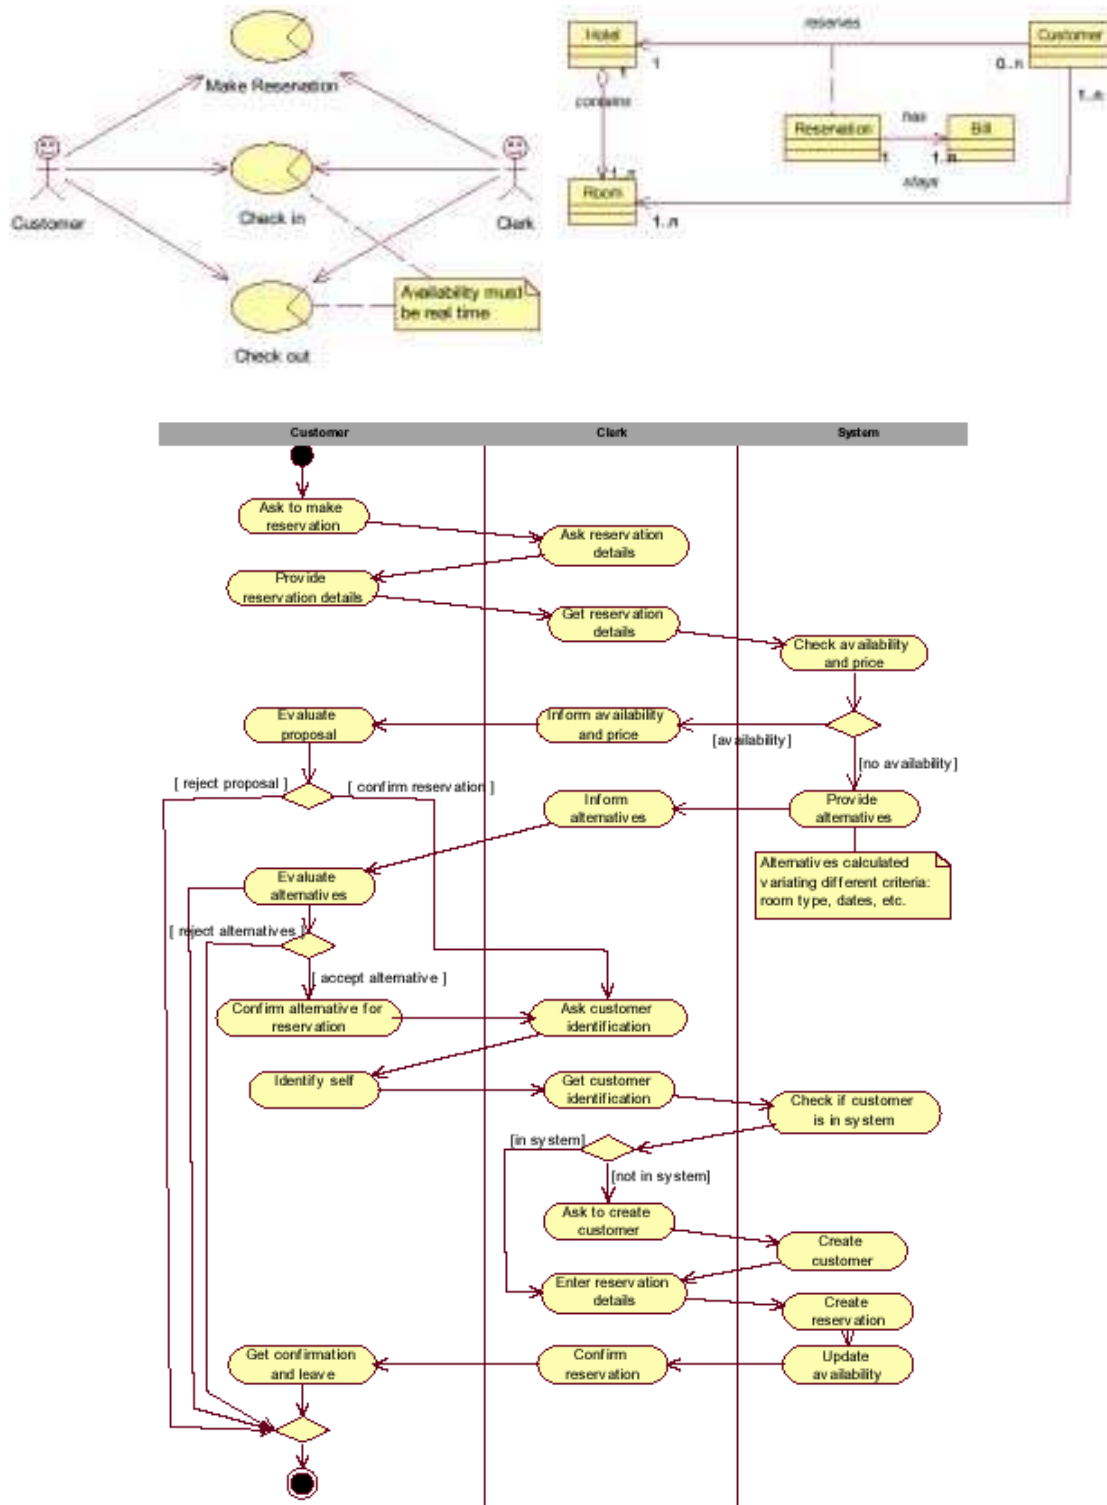 Make Reservation
Customer
Check in
Clerk
Availability must
be real time
Check out
reserves
Hotel
Customer
1
1
0..n
contains
1..n
has
Reservation
Bill
1
1..n
1..n
stays
Room
1..n
Customer
Clerk
System
Ask to make
reservation
Ask reservation
details
Provide
reservation details
Get reservation
details
Check availability
and price
Evaluate
proposal
Inform availability
and price
[availability]
[no availability]
[ reject proposal ]
[ confirm reservation ]
Inform
alternatives
Provide
alternatives
Alternatives calculated
variating different criteria:
room type, dates, etc.
Evaluate
alternatives
[ reject alternatives ]
[ accept alternative ]
Confirm alternative for
reservation
Ask customer
identification
Identify self
Get customer
identification
Check if customer
is in system
[in system]
[not in system]
Ask to create
customer
Create
customer
Enter reservation
details
Create
reservation
Get confirmation
and leave
Confirm
reservation
Update
availability